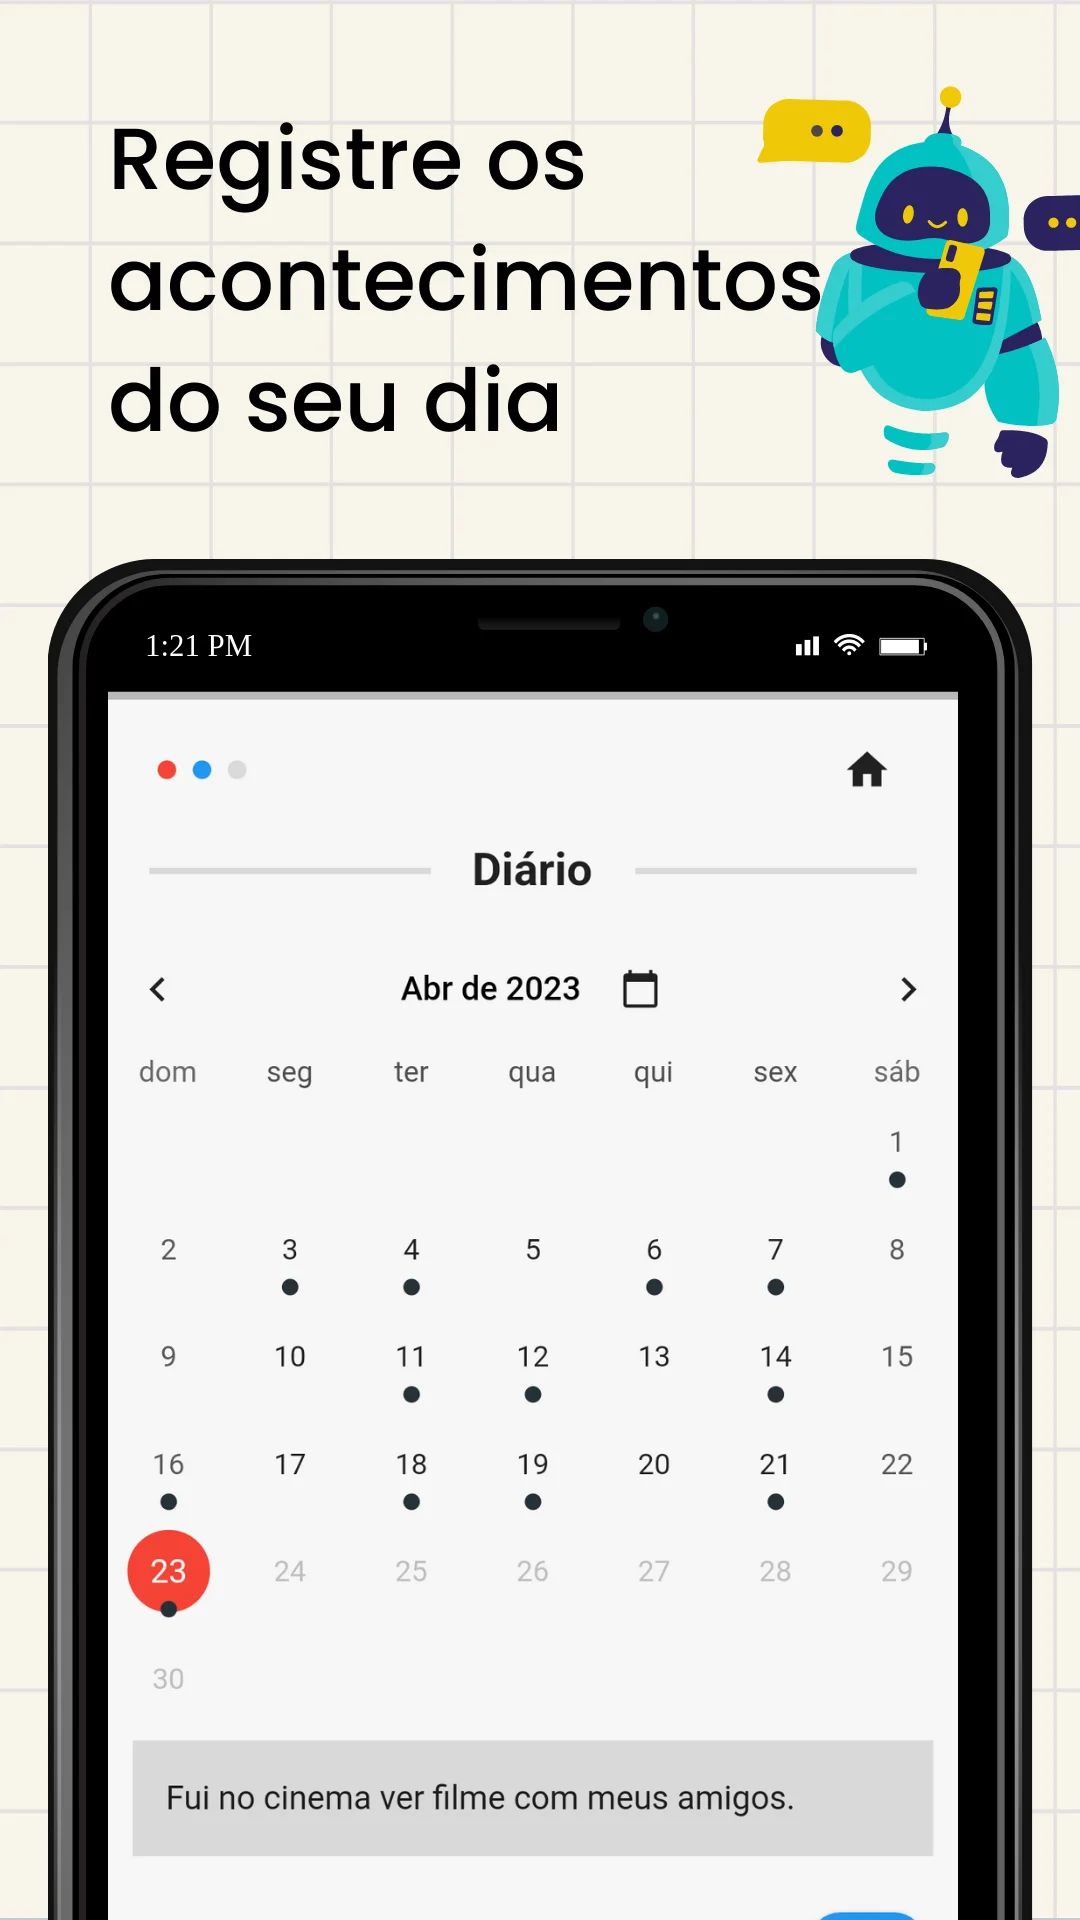 Registre os
acontecimentos
do seu dia
1:21 PM
Diário
Abr de 2023
dom seg ter qua qui sex sáb
1
2 3 4 5 6 7 8
9 10 11 12 13 14 15
16 17 18 19 20 21 22
23 24 25 26 27 28 29
30
Fui no cinema ver filme com meus amigos.